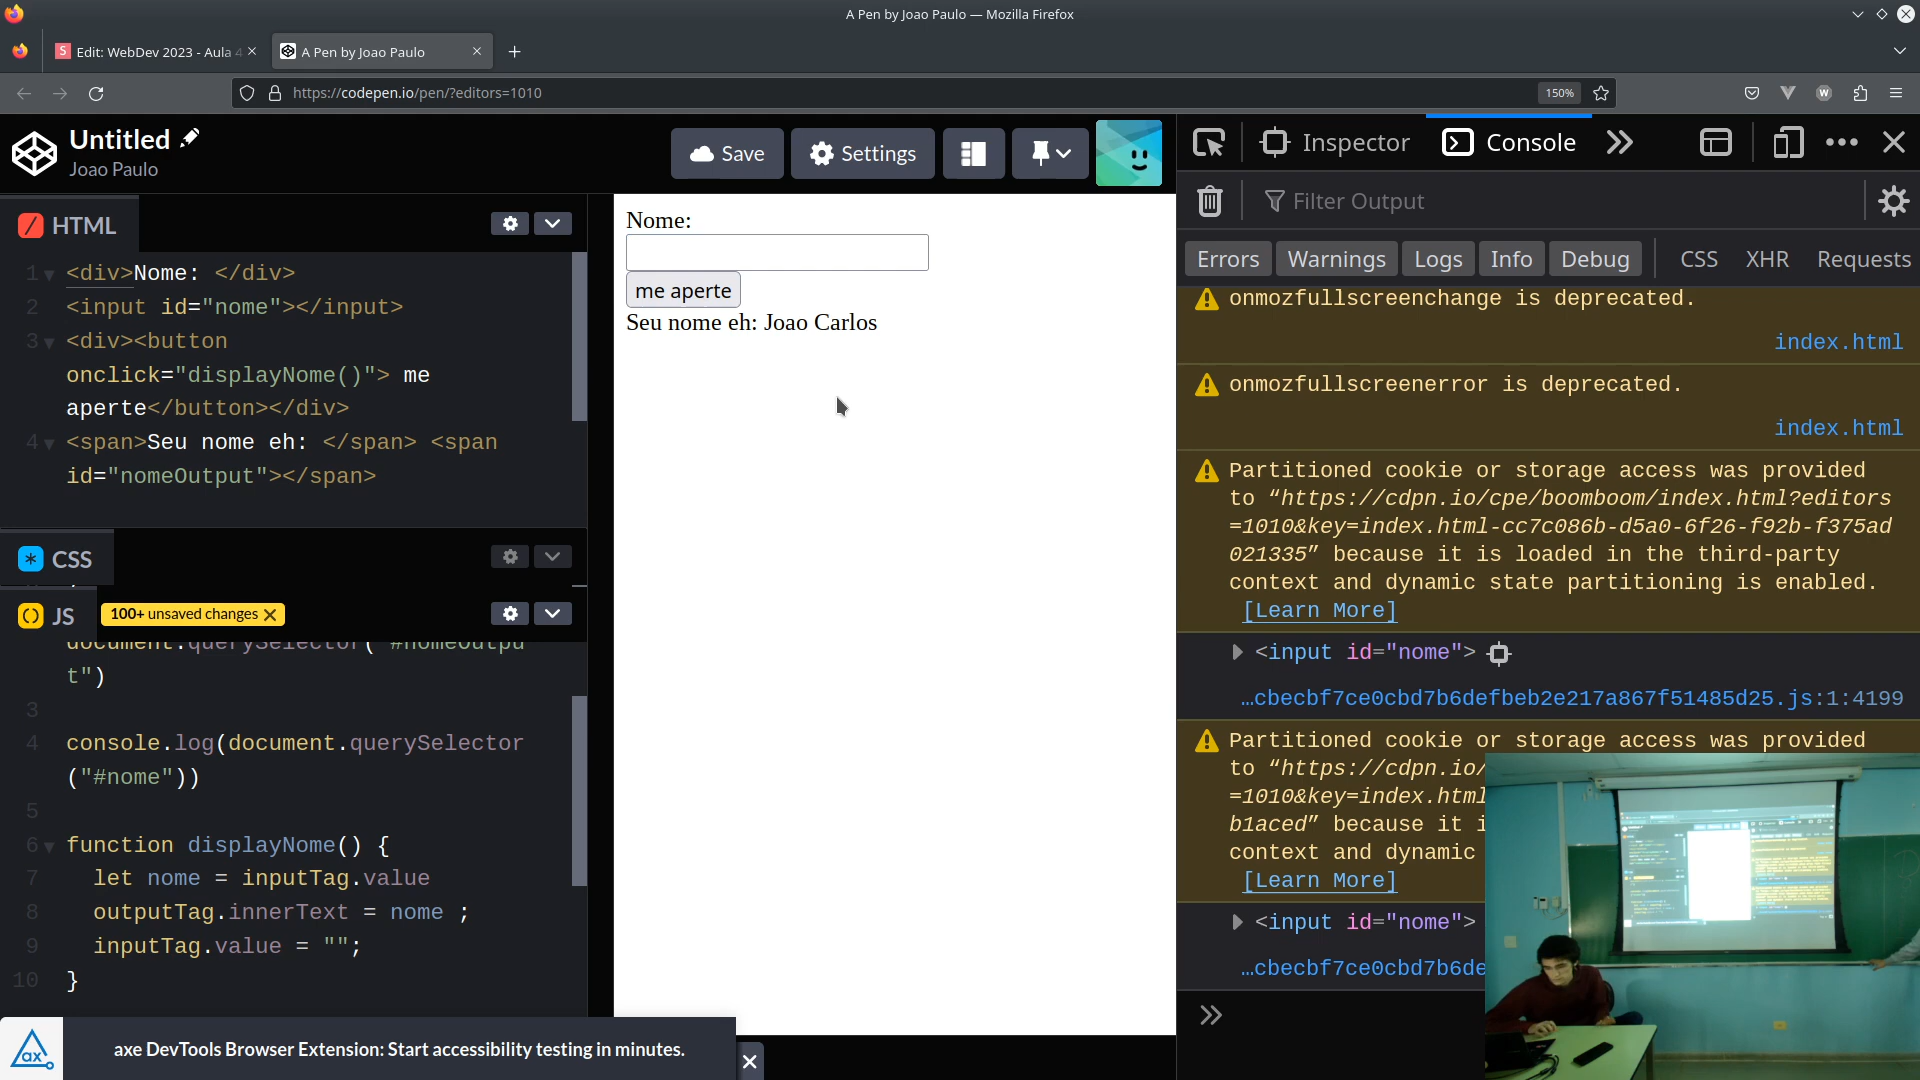 A Pen by Joao Paulo — Mozilla Firefox
Edit: WebDev 2023 - Aula 4
A Pen by Joao Paulo
https://codepen.io/pen/?editors=1010
150%
Untitled
Joao Paulo
Save
Settings
HTML
1 <div>Nome: </div>
2 <input id="nome"></input>
3 <div><button
onclick="displayNome()"> me
aperte</button></div>
4 <span>Seu nome eh: </span> <span
id="nomeOutput"></span>
CSS
JS
100+ unsaved changes
document.querySelector("#nomeOutpu
t")
3
4 console.log(document.querySelector
("#nome"))
5
6 function displayNome() {
7 let nome = inputTag.value
8 outputTag.innerText = nome ;
9 inputTag.value = "";
10 }
ax
axe DevTools Browser Extension: Start accessibility testing in minutes.
Nome:
me aperte
Seu nome eh: Joao Carlos
Inspector
Console
Filter Output
Errors
Warnings
Logs
Info
Debug
CSS
XHR
Requests
onmozfullscreenchange is deprecated.
index.html
onmozfullscreenerror is deprecated.
index.html
Partitioned cookie or storage access was provided
to “https://cdpn.io/cpe/boomboom/index.html?editors
=1010&key=index.html-cc7c086b-d5a0-6f26-f92b-f375ad
021335” because it is loaded in the third-party
context and dynamic state partitioning is enabled.
[Learn More]
<input id="nome">
…cbecbf7ce0cbd7b6defbeb2e217a867f51485d25.js:1:4199
Partitioned cookie or storage access was provided
to “https://cdpn.io/
=1010&key=index.html
b1aced” because it i
context and dynamic
[Learn More]
<input id="nome">
…cbecbf7ce0cbd7b6de